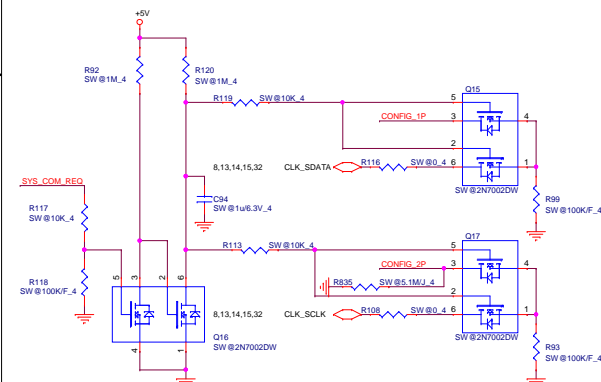 +5V
R92
SW@1M_4
R120
SW@1M_4
R119
SW@10K_4
Q15
5
CONFIG_1P
3
4
2
8,13,14,15,32
CLK_SDATA
R116
SW@0_4
6
1
SW@2N7002DW
R99
SW@100K/F_4
SYS_COM_REQ
C94
SW@1u/6.3V_4
R117
SW@10K_4
R113
SW@10K_4
Q17
5
CONFIG_2P
3
4
R118
SW@100K/F_4
5
3
2
6
R835
SW@5.1M/J_4
2
8,13,14,15,32
CLK_SCLK
R108
SW@0_4
6
1
SW@2N7002DW
Q16
SW@2N7002DW
4
1
R93
SW@100K/F_4